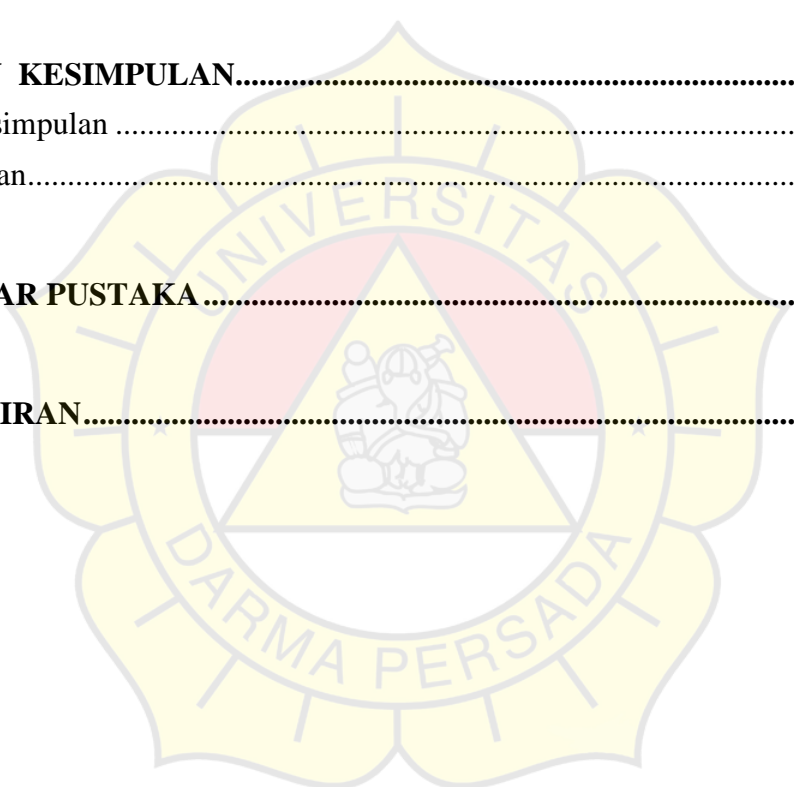 KESIMPULAN................................................................
simpulan ................................................................
an................................................................
UNIVERSITAS
AR PUSTAKA ................................................................
IRAN................................................................
DARMA PERSADA